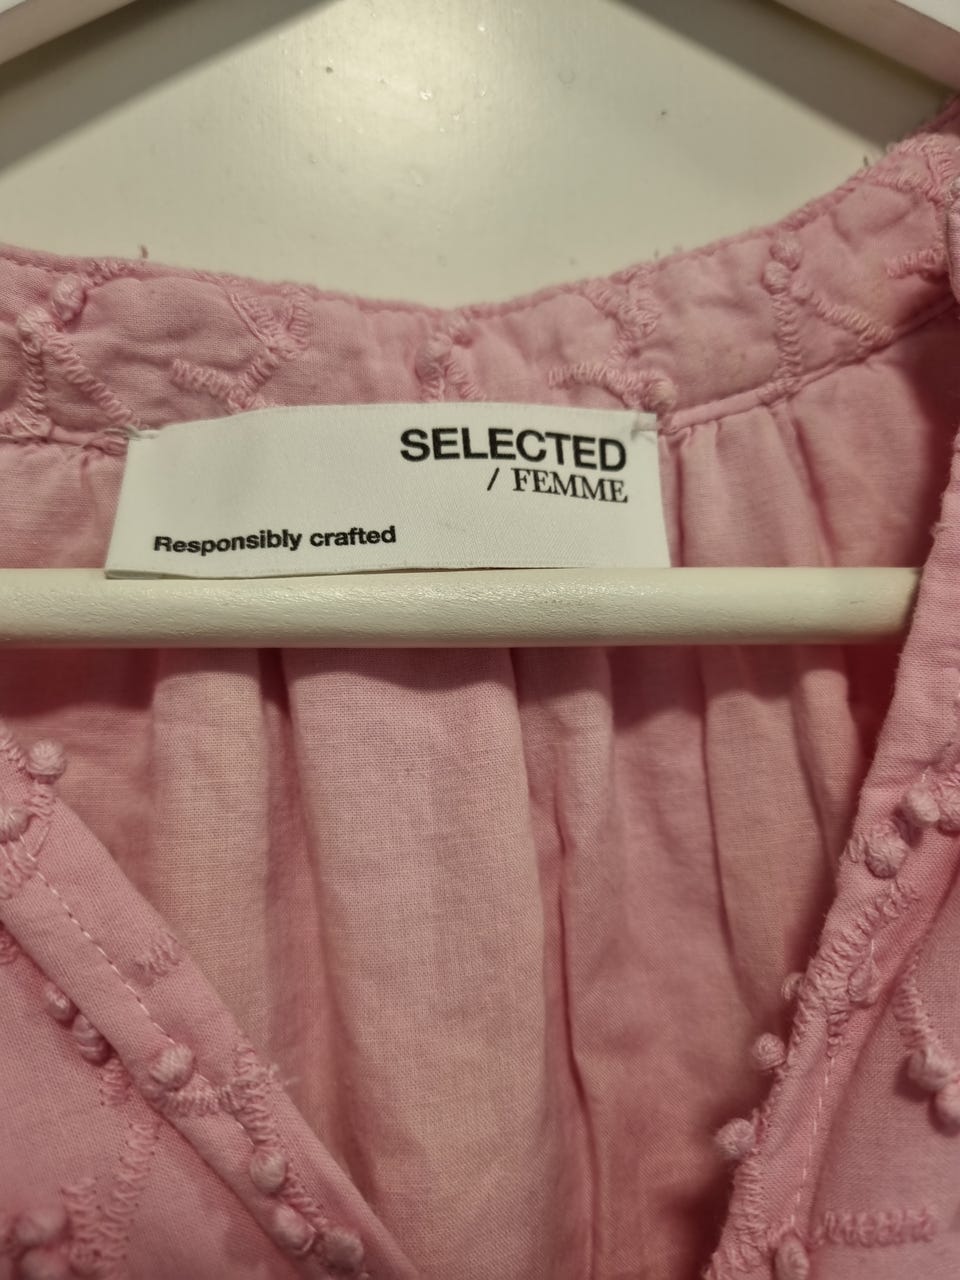 SELECTED
/ FEMME
Responsibly crafted